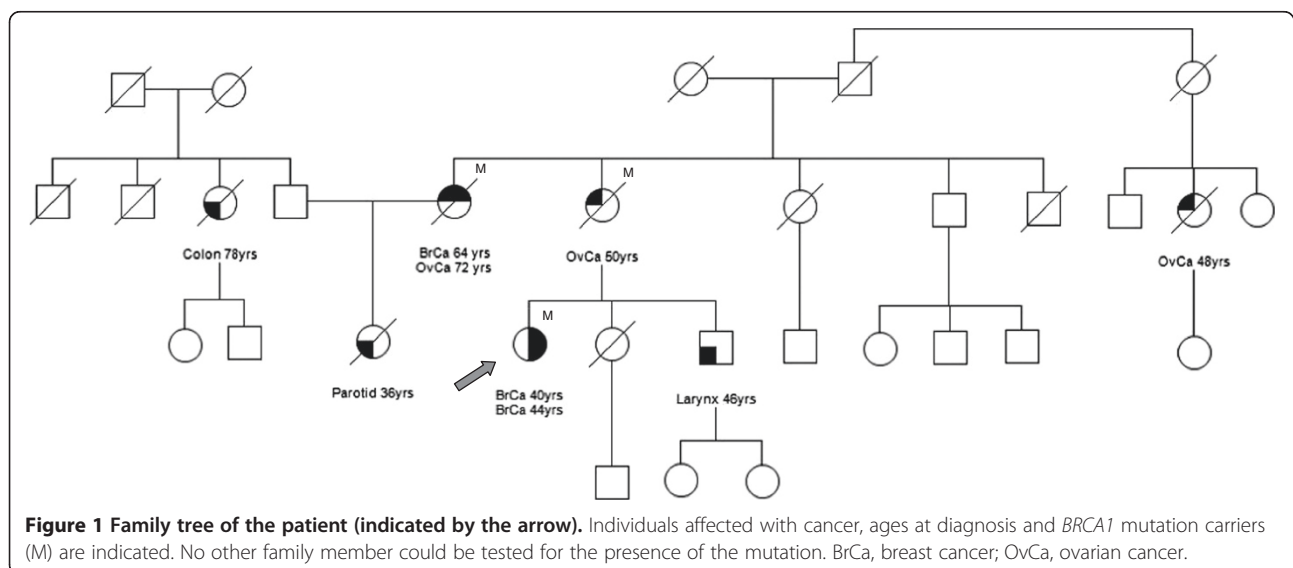 M
M
Colon 78yrs
BrCa 64 yrs
OvCa 72 yrs
OvCa 50yrs
OvCa 48yrs
M
Parotid 36yrs
BrCa 40yrs
BrCa 44yrs
Larynx 46yrs
Figure 1 Family tree of the patient (indicated by the arrow). Individuals affected with cancer, ages at diagnosis and BRCA1 mutation carriers
(M) are indicated. No other family member could be tested for the presence of the mutation. BrCa, breast cancer; OvCa, ovarian cancer.